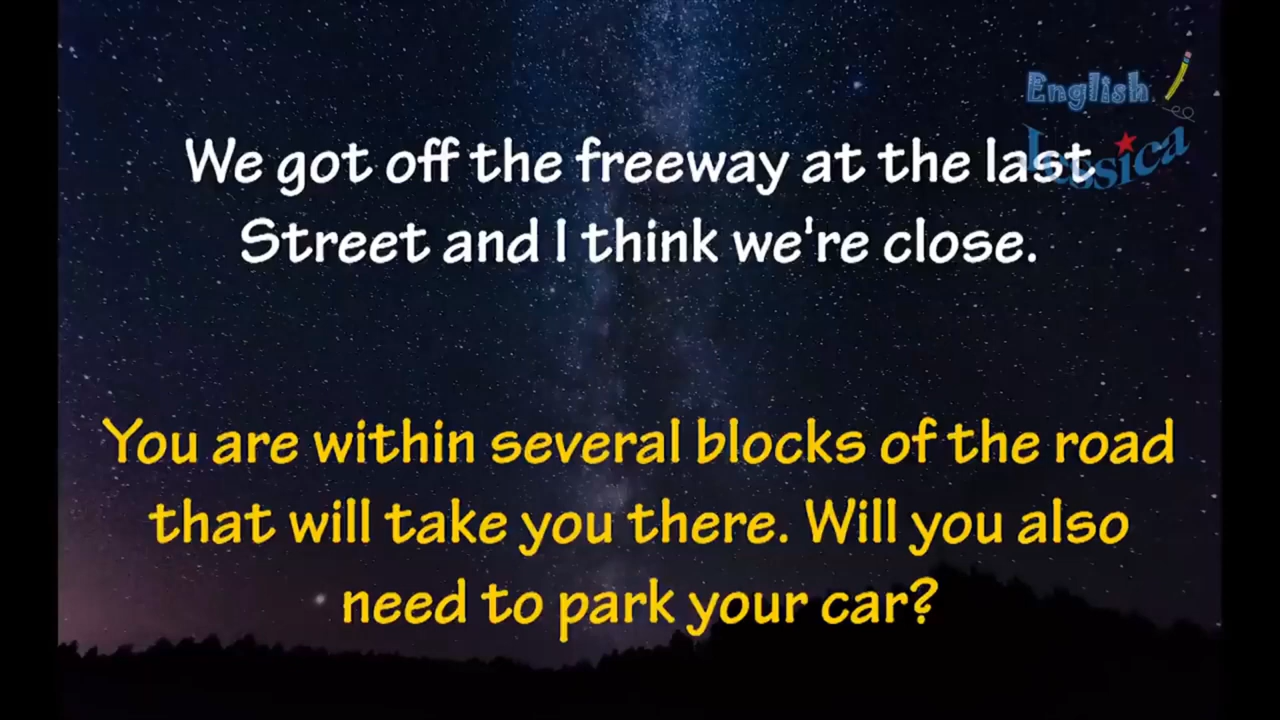 English
Jessica
We got off the freeway at the last
Street and I think we're close.
You are within several blocks of the road
that will take you there. Will you also
need to park your car?